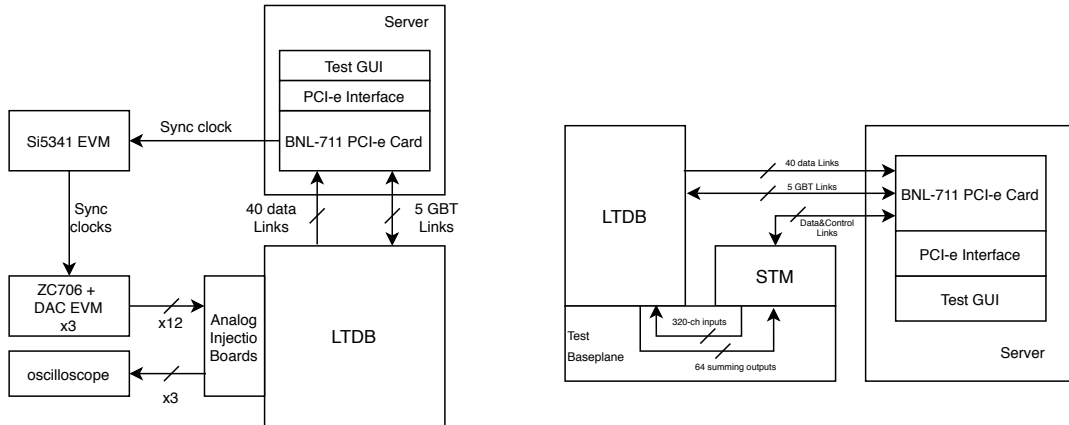 Server
Test GUI
PCI-e Interface
BNL-711 PCI-e Card
Sync clock
Si5341 EVM
Sync
clocks
40 data
Links
5 GBT
Links
ZC706 +
DAC EVM
x3
x12
Analog
Injectio
Boards
LTDB
oscilloscope
x3
LTDB
40 data Links
5 GBT Links
Data&Control
Links
BNL-711 PCI-e Card
PCI-e Interface
Test GUI
Server
STM
320-ch inputs
Test
Baseplane
64 summing outputs